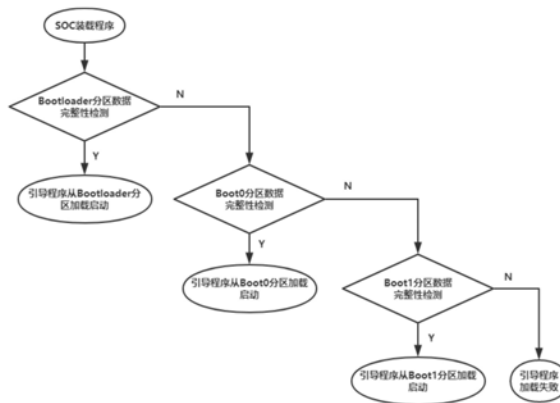 SOC装载程序
Bootloader分区数据
完整性检测
N
Y
引导程序从Bootloader分
区加载启动
Boot0分区数据
完整性检测
N
Y
引导程序从Boot0分区加载
启动
Boot1分区数据
完整性检测
N
Y
引导程序从Boot1分区加载
启动
引导程序
加载失败